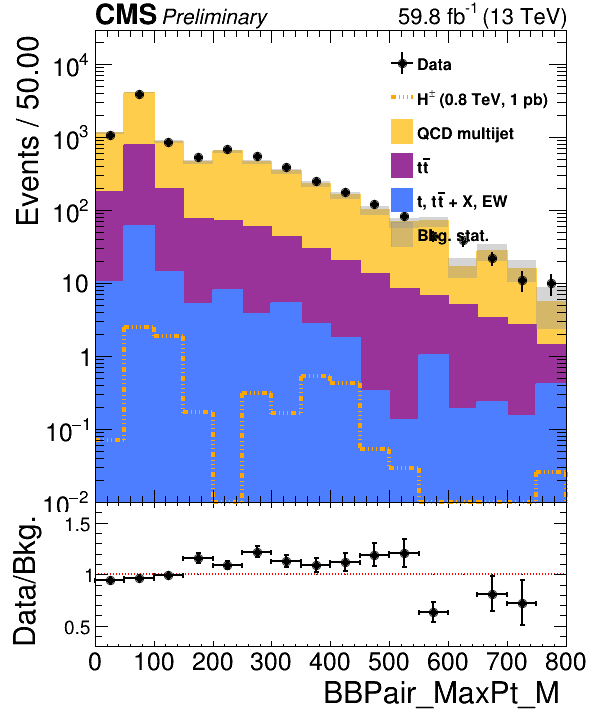 CMS Preliminary 59.8 fb⁻¹ (13 TeV)
Events / 50.00
10⁴
10³
10²
10
1
10⁻¹
10⁻²
Data
H± (0.8 TeV, 1 pb)
QCD multijet
tt̄
t, tt̄ + X, EW
Bkg. stat.
Data/Bkg.
1.5
1
0.5
0 100 200 300 400 500 600 700 800
BBPair_MaxPt_M